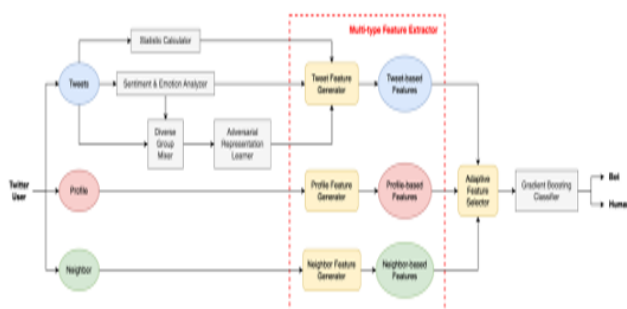 Multi-type Feature Extractor
Statistic Calculator
Tweets
Sentiment & Emotion Analyzer
Tweet Feature
Generator
Tweet-based
Features
Diverse
Group
Mixer
Adversarial
Representation
Learner
Twitter
User
Profile
Profile Feature
Generator
Profile-based
Features
Adaptive
Feature
Selector
Gradient Boosting
Classifier
Bot
Human
Neighbor
Neighbor Feature
Generator
Neighbor-based
Features